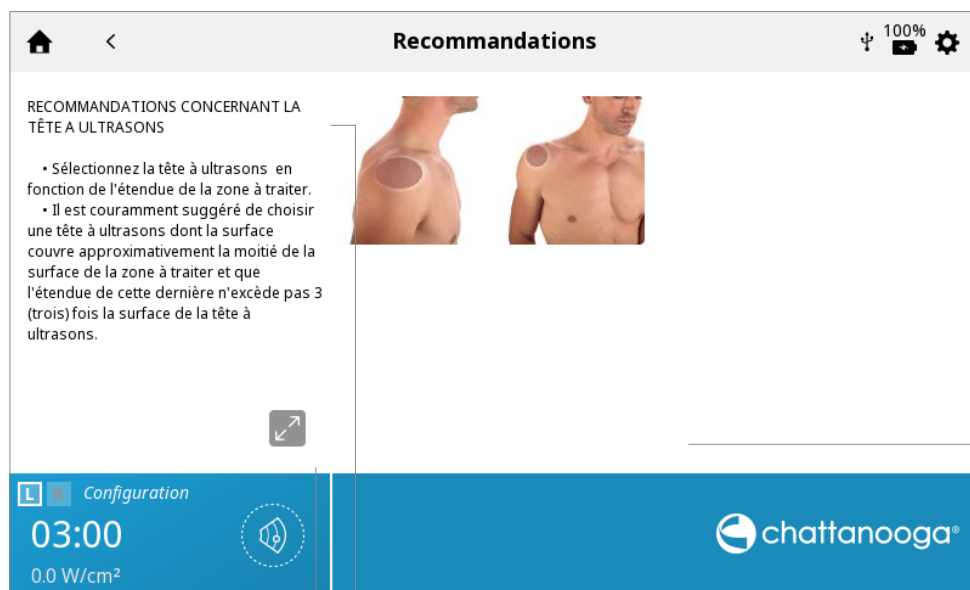 Recommandations
100%
RECOMMANDATIONS CONCERNANT LA
TÊTE A ULTRASONS
• Sélectionnez la tête à ultrasons en
fonction de l'étendue de la zone à traiter.
• Il est couramment suggéré de choisir
une tête à ultrasons dont la surface
couvre approximativement la moitié de la
surface de la zone à traiter et que
l'étendue de cette dernière n'excède pas 3
(trois) fois la surface de la tête à
ultrasons.
L R Configuration
03:00
0.0 W/cm²
chattanooga®